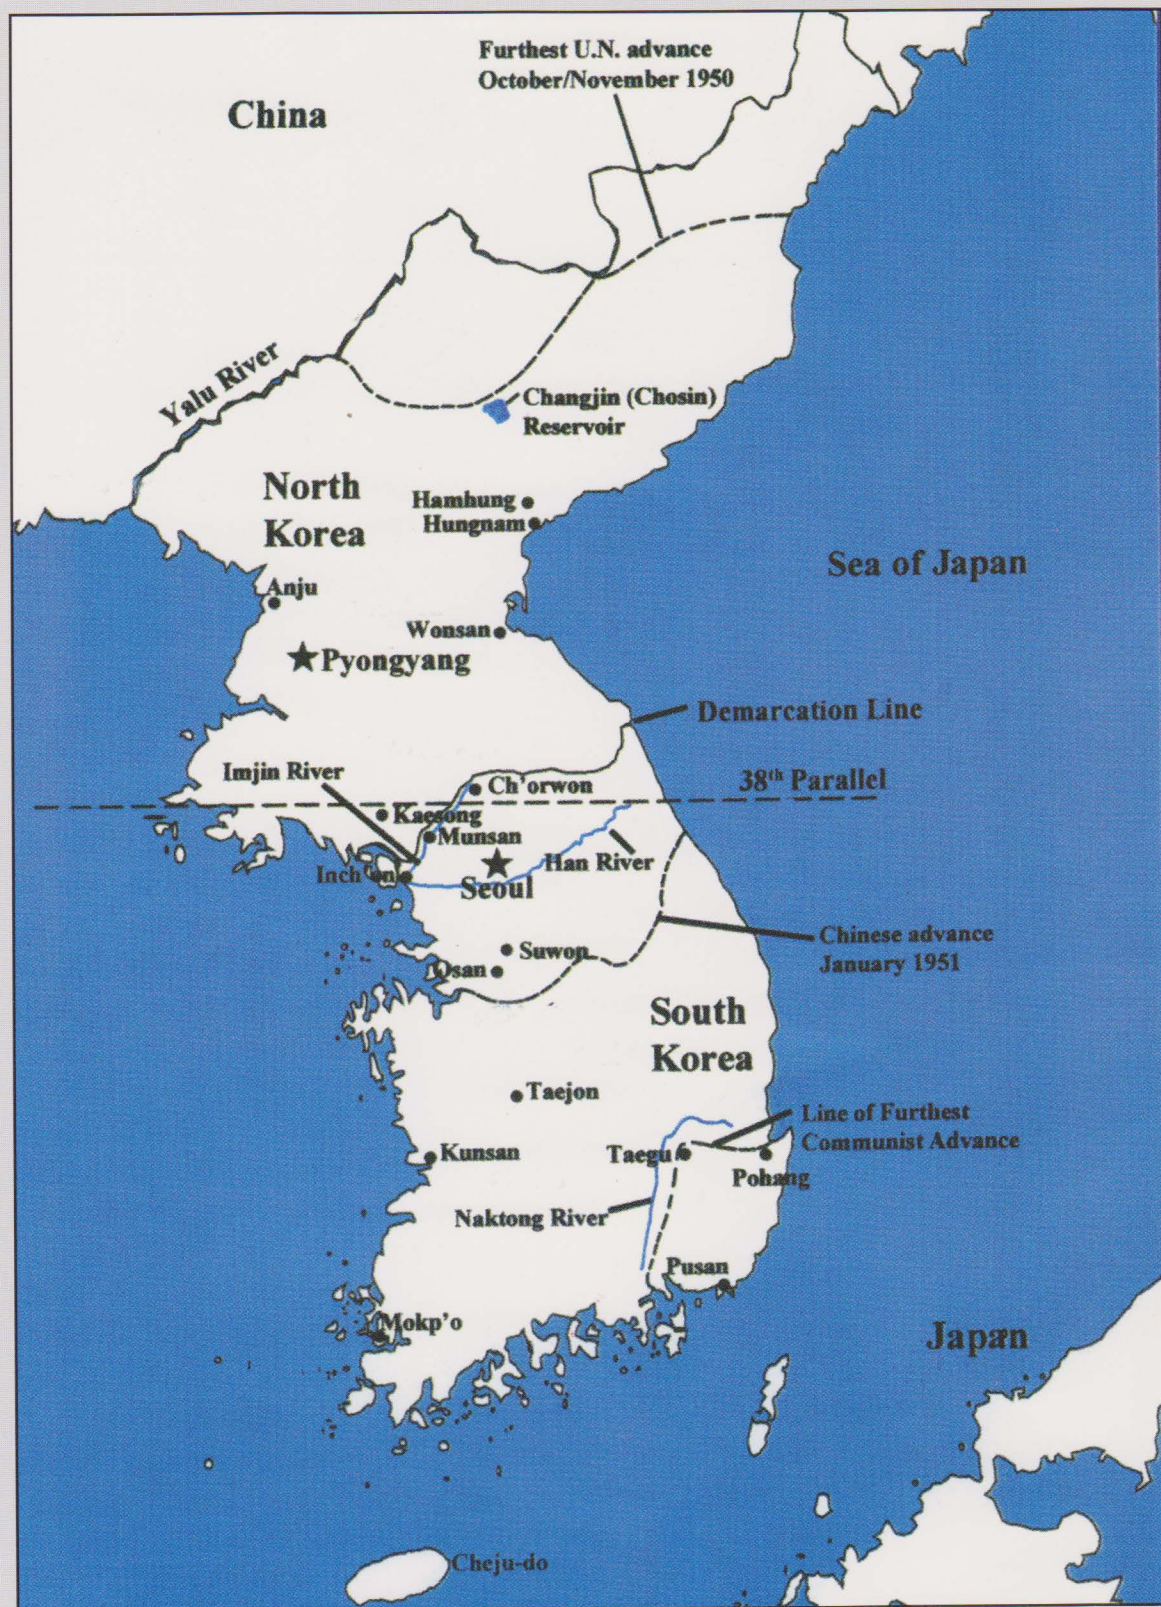 Furthest U.N. advance
October/November 1950
China
Yalu River
Changjin (Chosin)
Reservoir
North
Korea
Hamhung
Hungnam
Sea of Japan
Anju
Wonsan
Pyongyang
Demarcation Line
Imjin River
38th Parallel
Ch'orwon
Kaesong
Munsan
Han River
Inch'on
Seoul
Chinese advance
January 1951
Suwon
Osan
South
Korea
Taejon
Line of Furthest
Communist Advance
Kunsan
Taegu
Pohang
Naktong River
Pusan
Mokp'o
Japan
Cheju-do